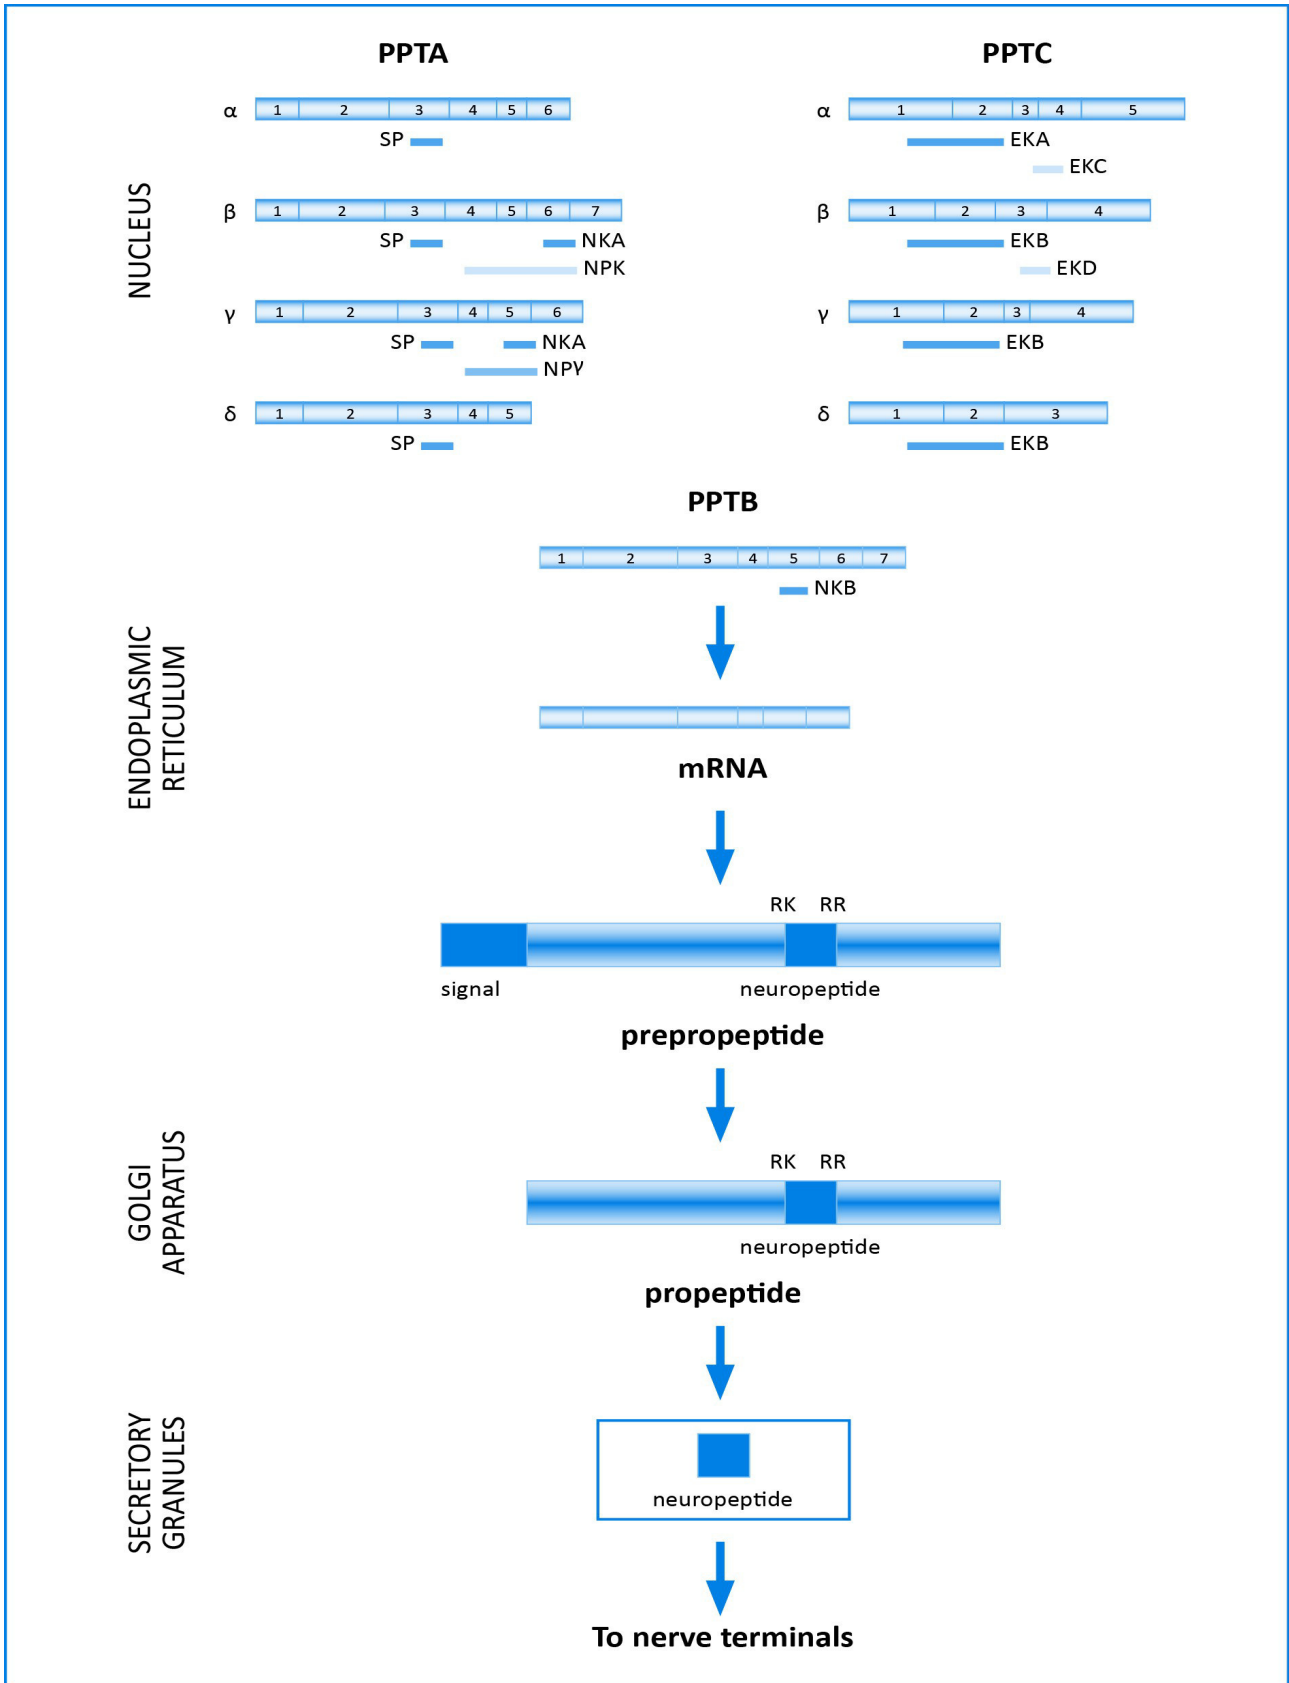 PPTA
PPTC
NUCLEUS
α
1 2 3 4 5 6
SP
β
1 2 3 4 5 6 7
SP NKA
NPK
γ
1 2 3 4 5 6
SP NKA
NPγ
δ
1 2 3 4 5
SP
α
1 2 3 4 5
EKA
EKC
β
1 2 3 4
EKB
EKD
γ
1 2 3 4
EKB
δ
1 2 3
EKB
PPTB
1 2 3 4 5 6 7
NKB
ENDOPLASMIC
RETICULUM
mRNA
RK RR
signal neuropeptide
prepropeptide
GOLGI
APPARATUS
RK RR
neuropeptide
propeptide
SECRETORY
GRANULES
neuropeptide
To nerve terminals